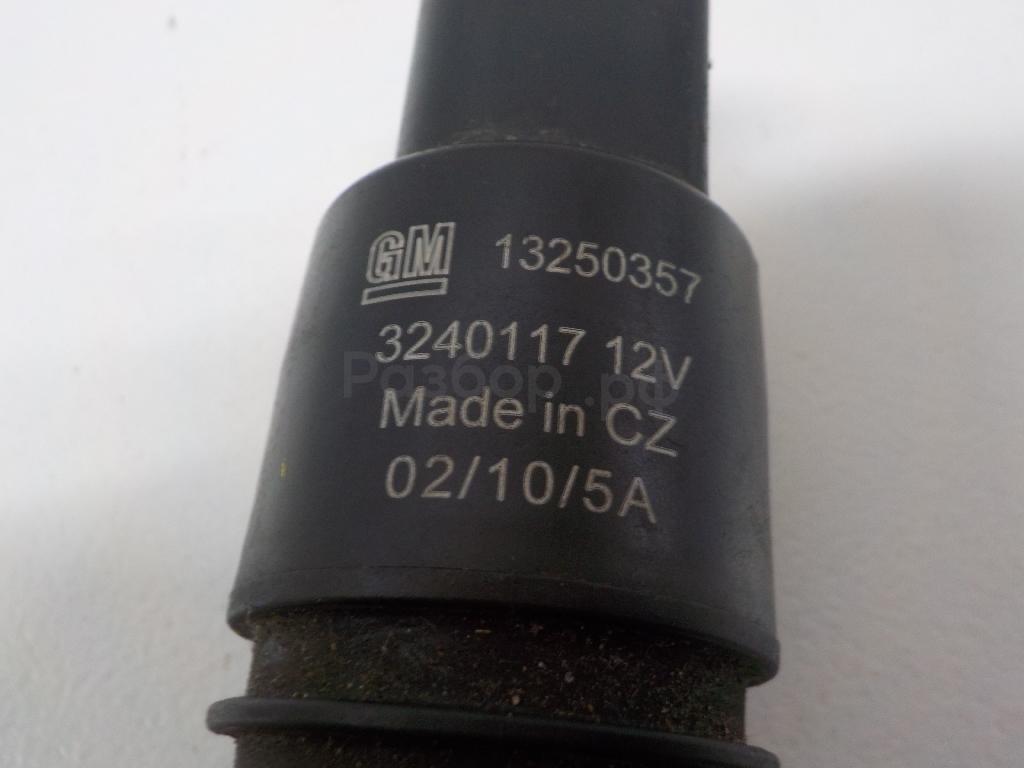 GM 13250357
3240117 12V
Разбор.рф
Made in CZ
02/10/5A